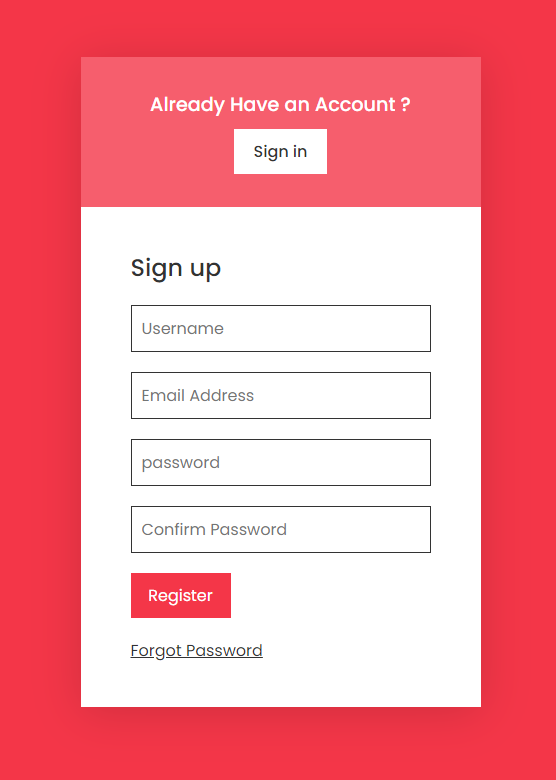 Already Have an Account ?
Sign in
Sign up
Username
Email Address
password
Confirm Password
Register
Forgot Password